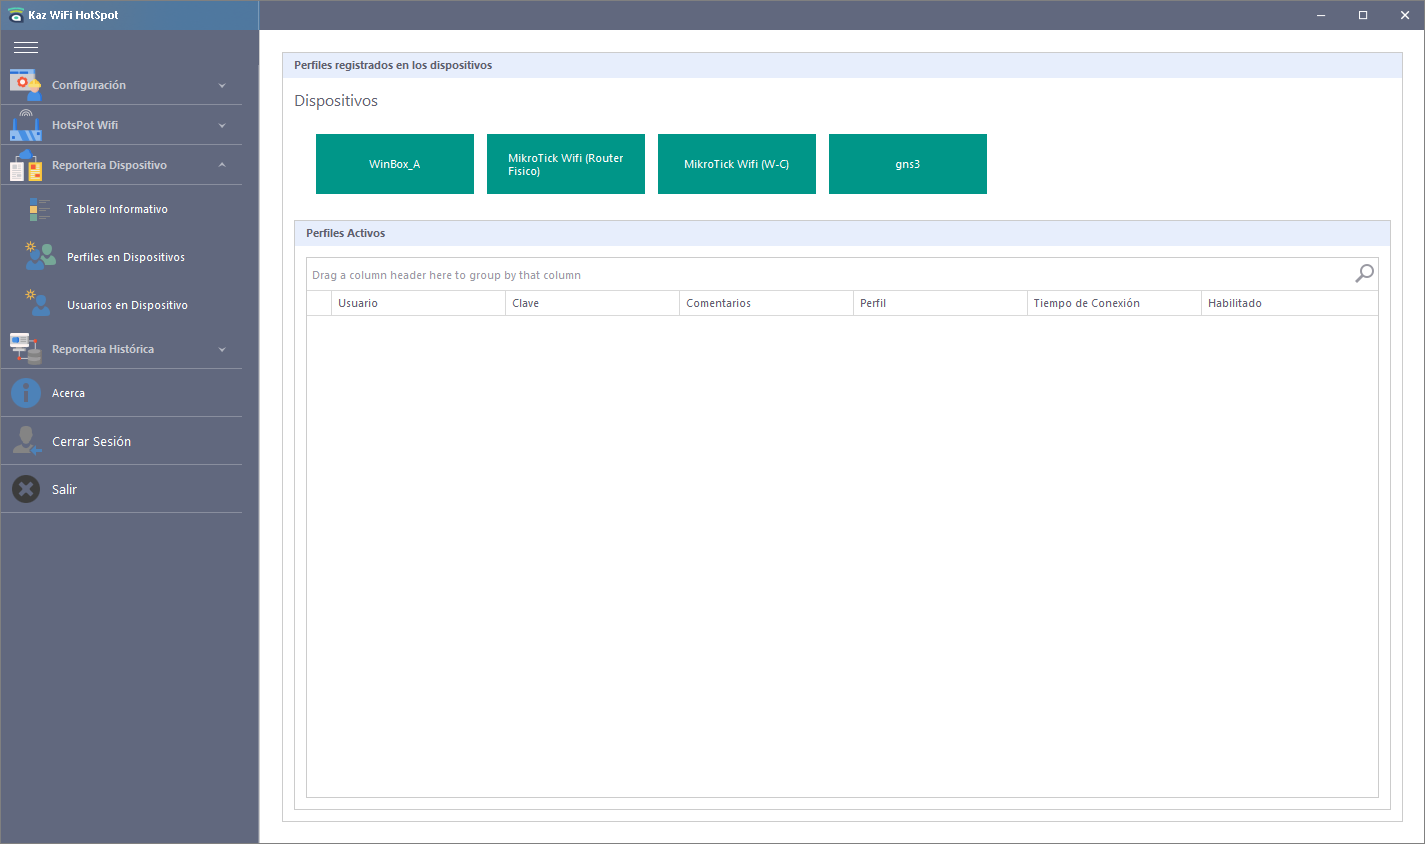 Kaz WiFi HotSpot
Configuración
HotsPot Wifi
Reporteria Dispositivo
Tablero Informativo
Perfiles en Dispositivos
Usuarios en Dispositivo
Reporteria Histórica
Acerca
Cerrar Sesión
Salir
Perfiles registrados en los dispositivos
Dispositivos
WinBox_A
MikroTick Wifi (Router
Fisico)
MikroTick Wifi (W-C)
gns3
Perfiles Activos
Drag a column header here to group by that column
Usuario Clave Comentarios Perfil Tiempo de Conexión Habilitado